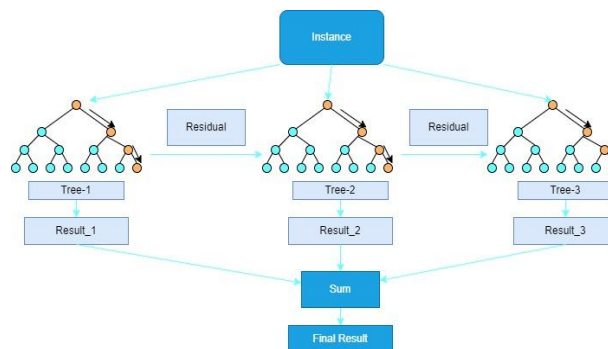 Instance
Residual
Residual
Tree-1
Tree-2
Tree-3
Result_1
Result_2
Result_3
Sum
Final Result